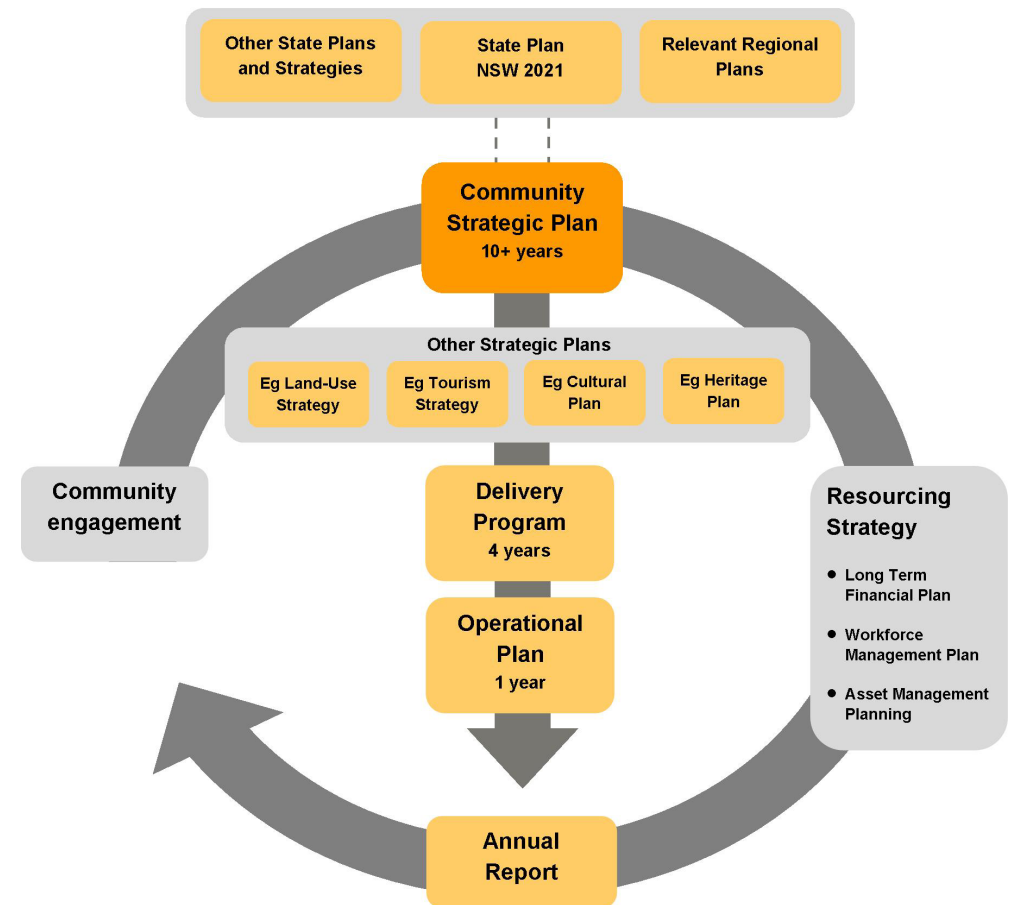 Other State Plans
and Strategies
State Plan
NSW 2021
Relevant Regional
Plans
Community
Strategic Plan
10+ years
Other Strategic Plans
Eg Land-Use
Strategy
Eg Tourism
Strategy
Eg Cultural
Plan
Eg Heritage
Plan
Community
engagement
Delivery
Program
4 years
Operational
Plan
1 year
Resourcing
Strategy
● Long Term
Financial Plan
● Workforce
Management Plan
● Asset Management
Planning
Annual
Report